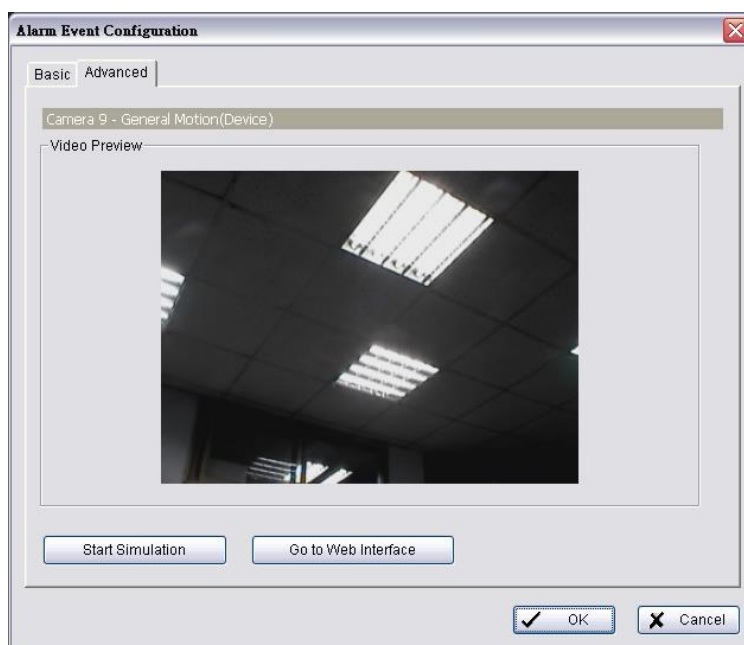 Alarm Event Configuration
Basic
Advanced
Camera 9 - General Motion(Device)
Video Preview
Start Simulation
Go to Web Interface
OK
Cancel